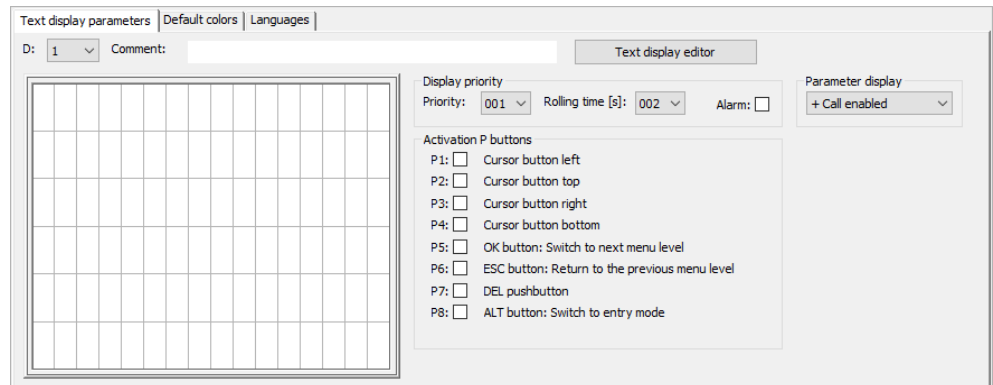 Text display parameters Default colors Languages
D: 1 Comment: Text display editor
Display priority
Priority: 001 Rolling time [s]: 002 Alarm:
Parameter display
+ Call enabled
Activation P buttons
P1: Cursor button left
P2: Cursor button top
P3: Cursor button right
P4: Cursor button bottom
P5: OK button: Switch to next menu level
P6: ESC button: Return to the previous menu level
P7: DEL pushbutton
P8: ALT button: Switch to entry mode